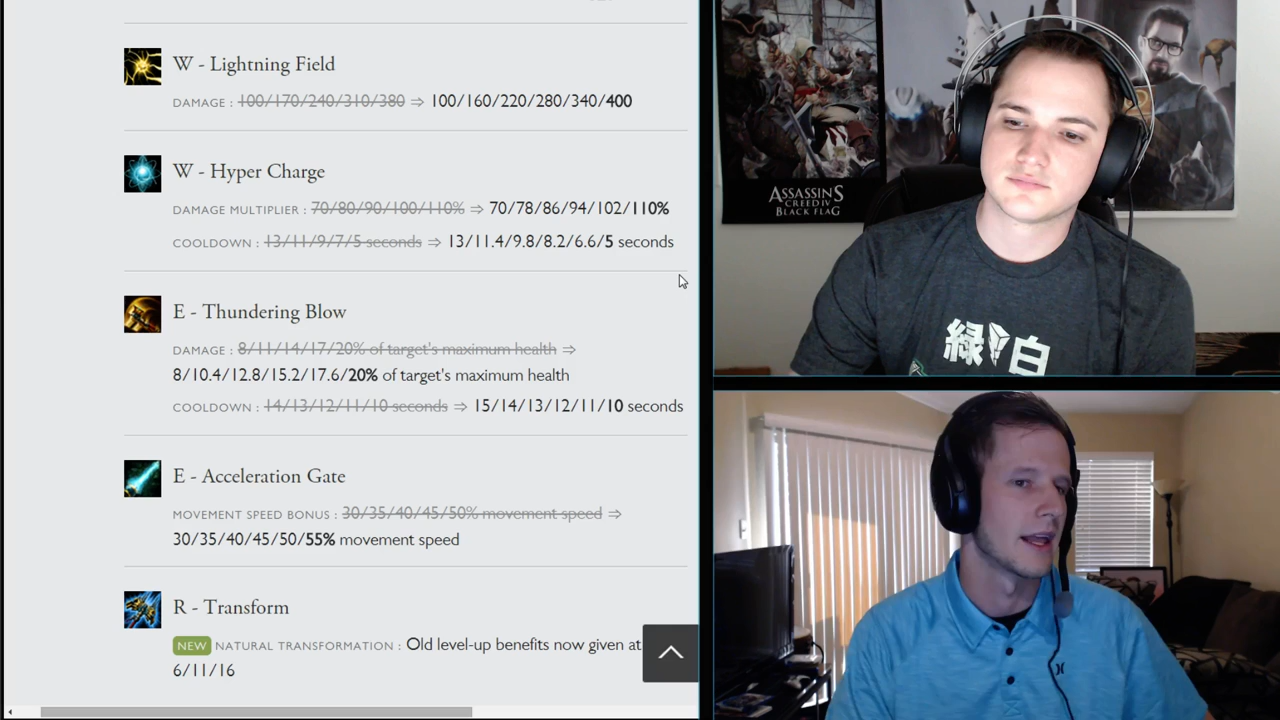 W - Lightning Field
DAMAGE : 100/170/240/310/380 ⇒ 100/160/220/280/340/400
W - Hyper Charge
DAMAGE MULTIPLIER : 70/80/90/100/110% ⇒ 70/78/86/94/102/110%
COOLDOWN : 13/11/9/7/5 seconds ⇒ 13/11.4/9.8/8.2/6.6/5 seconds
E - Thundering Blow
DAMAGE : 8/11/14/17/20% of target's maximum health ⇒
8/10.4/12.8/15.2/17.6/20% of target's maximum health
COOLDOWN : 14/13/12/11/10 seconds ⇒ 15/14/13/12/11/10 seconds
E - Acceleration Gate
MOVEMENT SPEED BONUS : 30/35/40/45/50% movement speed ⇒
30/35/40/45/50/55% movement speed
R - Transform
NEW NATURAL TRANSFORMATION : Old level-up benefits now given at
6/11/16
ASSASSIN'S
CREED IV
BLACK FLAG
緑 白